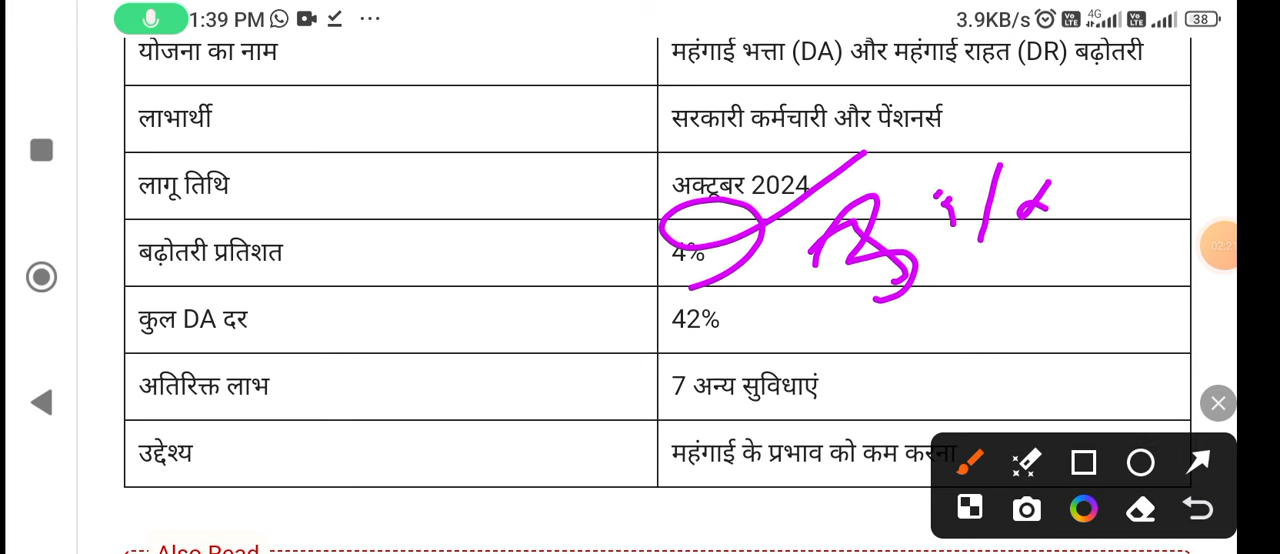 1:39 PM
3.9KB/s 4G 38
योजना का नाम महंगाई भत्ता (DA) और महंगाई राहत (DR) बढ़ोतरी
लाभार्थी सरकारी कर्मचारी और पेंशनर्स
लागू तिथि अक्टूबर 2024
बढ़ोतरी प्रतिशत 4%
कुल DA दर 42%
अतिरिक्त लाभ 7 अन्य सुविधाएं
उद्देश्य महंगाई के प्रभाव को कम करना
Also Read